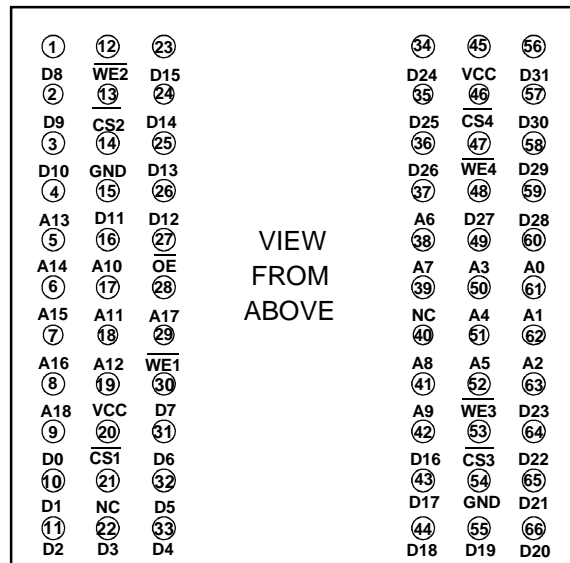 1 12 23 34 45 56
D8 WE2 D15 D24 VCC D31
2 13 24 35 46 57
D9 CS2 D14 D25 CS4 D30
3 14 25 36 47 58
D10 GND D13 D26 WE4 D29
4 15 26 37 48 59
A13 D11 D12 A6 D27 D28
5 16 27 VIEW 38 49 60
A14 A10 OE FROM A7 A3 A0
6 17 28 39 50 61
A15 A11 A17 ABOVE NC A4 A1
7 18 29 40 51 62
A16 A12 WE1 A8 A5 A2
8 19 30 41 52 63
A18 VCC D7 A9 WE3 D23
9 20 31 42 53 64
D0 CS1 D6 D16 CS3 D22
10 21 32 43 54 65
D1 NC D5 D17 GND D21
11 22 33 44 55 66
D2 D3 D4 D18 D19 D20